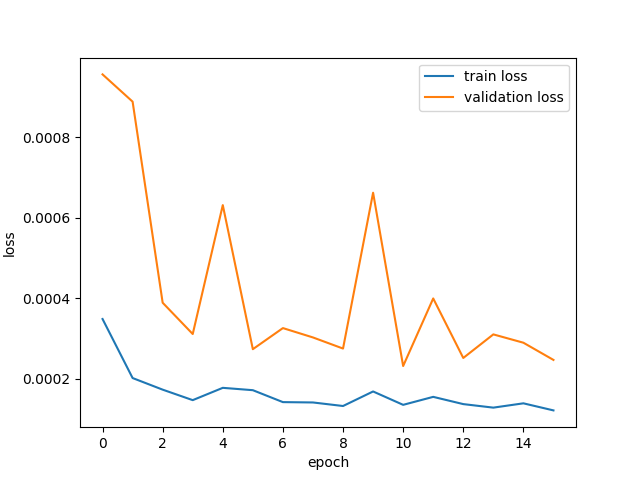 train loss
validation loss
0.0008
0.0006
0.0004
0.0002
loss
0 2 4 6 8 10 12 14
epoch